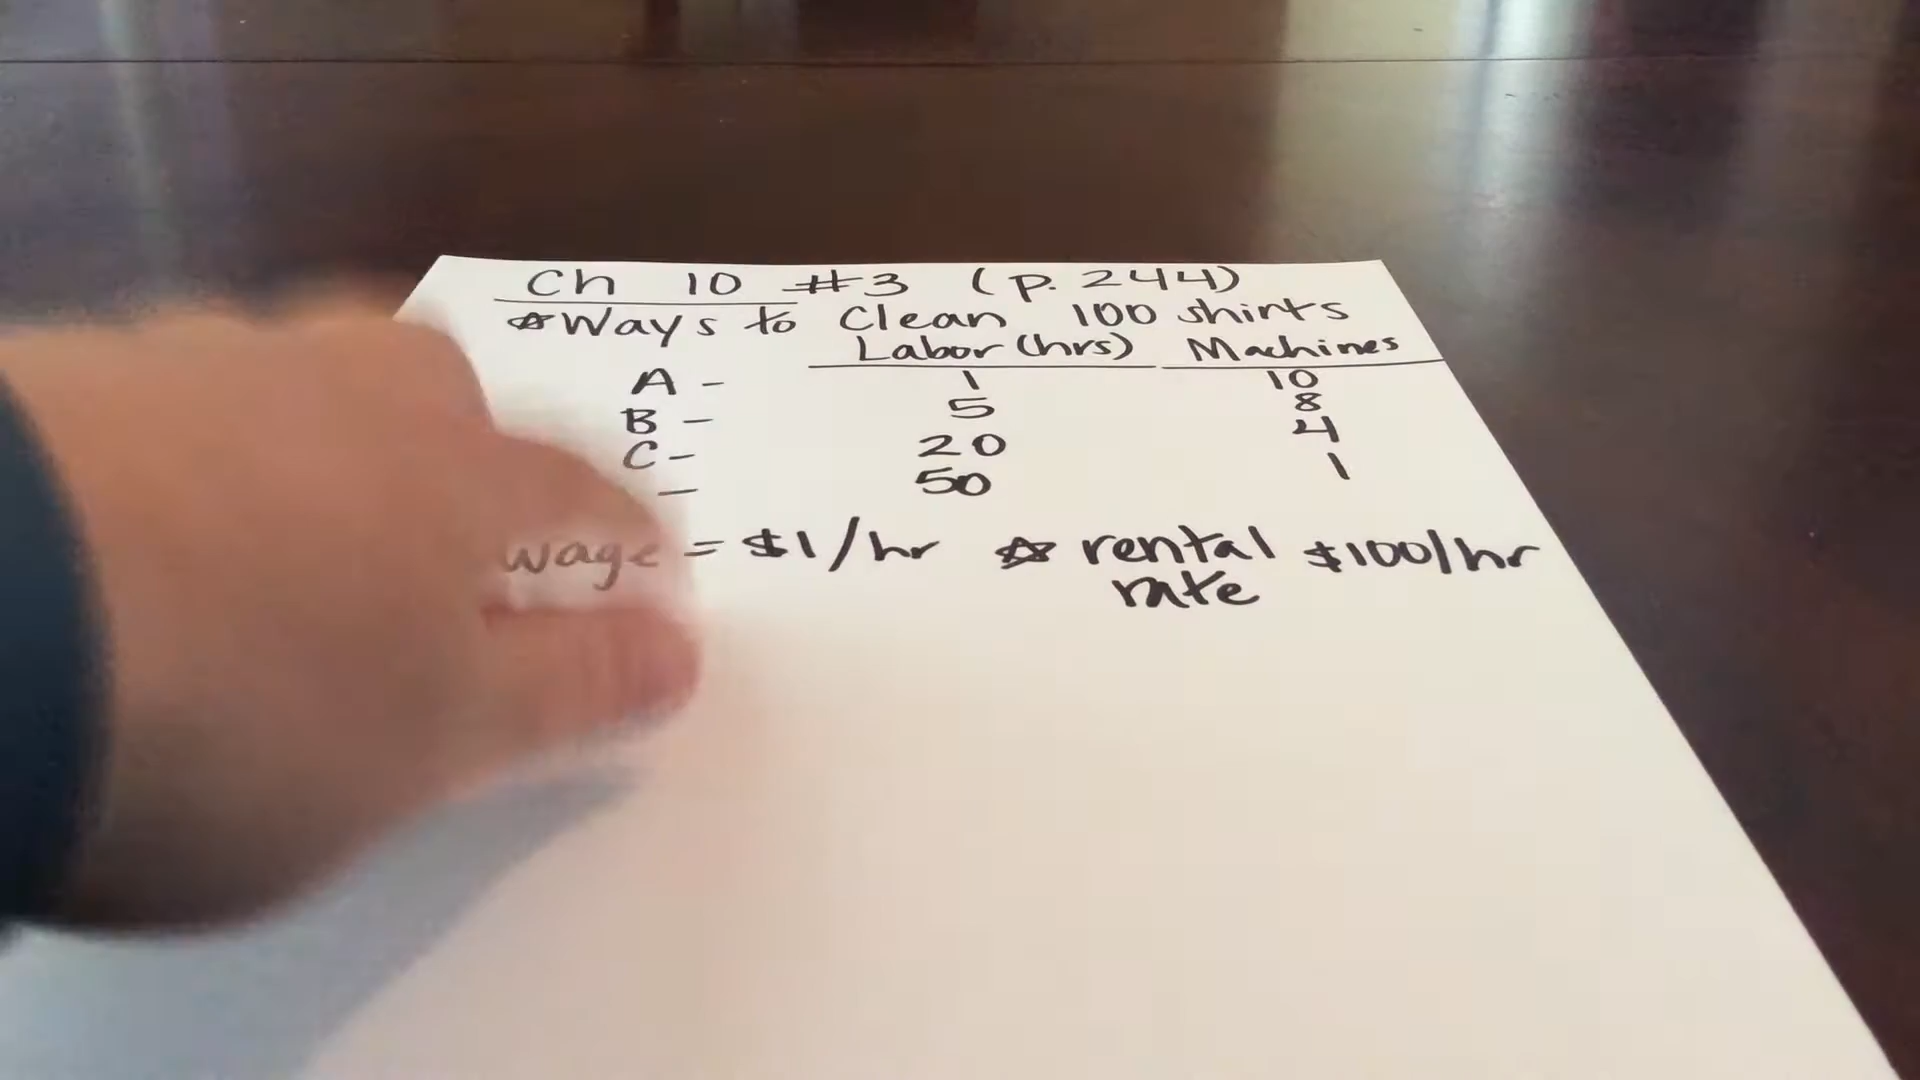 Ch 10 #3 (p. 244)
☆Ways to Clean 100 shirts
Labor (hrs) Machines
A - 1 10
B - 5 8
C - 20 4
- 50 1
wage = $1/hr ☆ rental $100/hr
rate